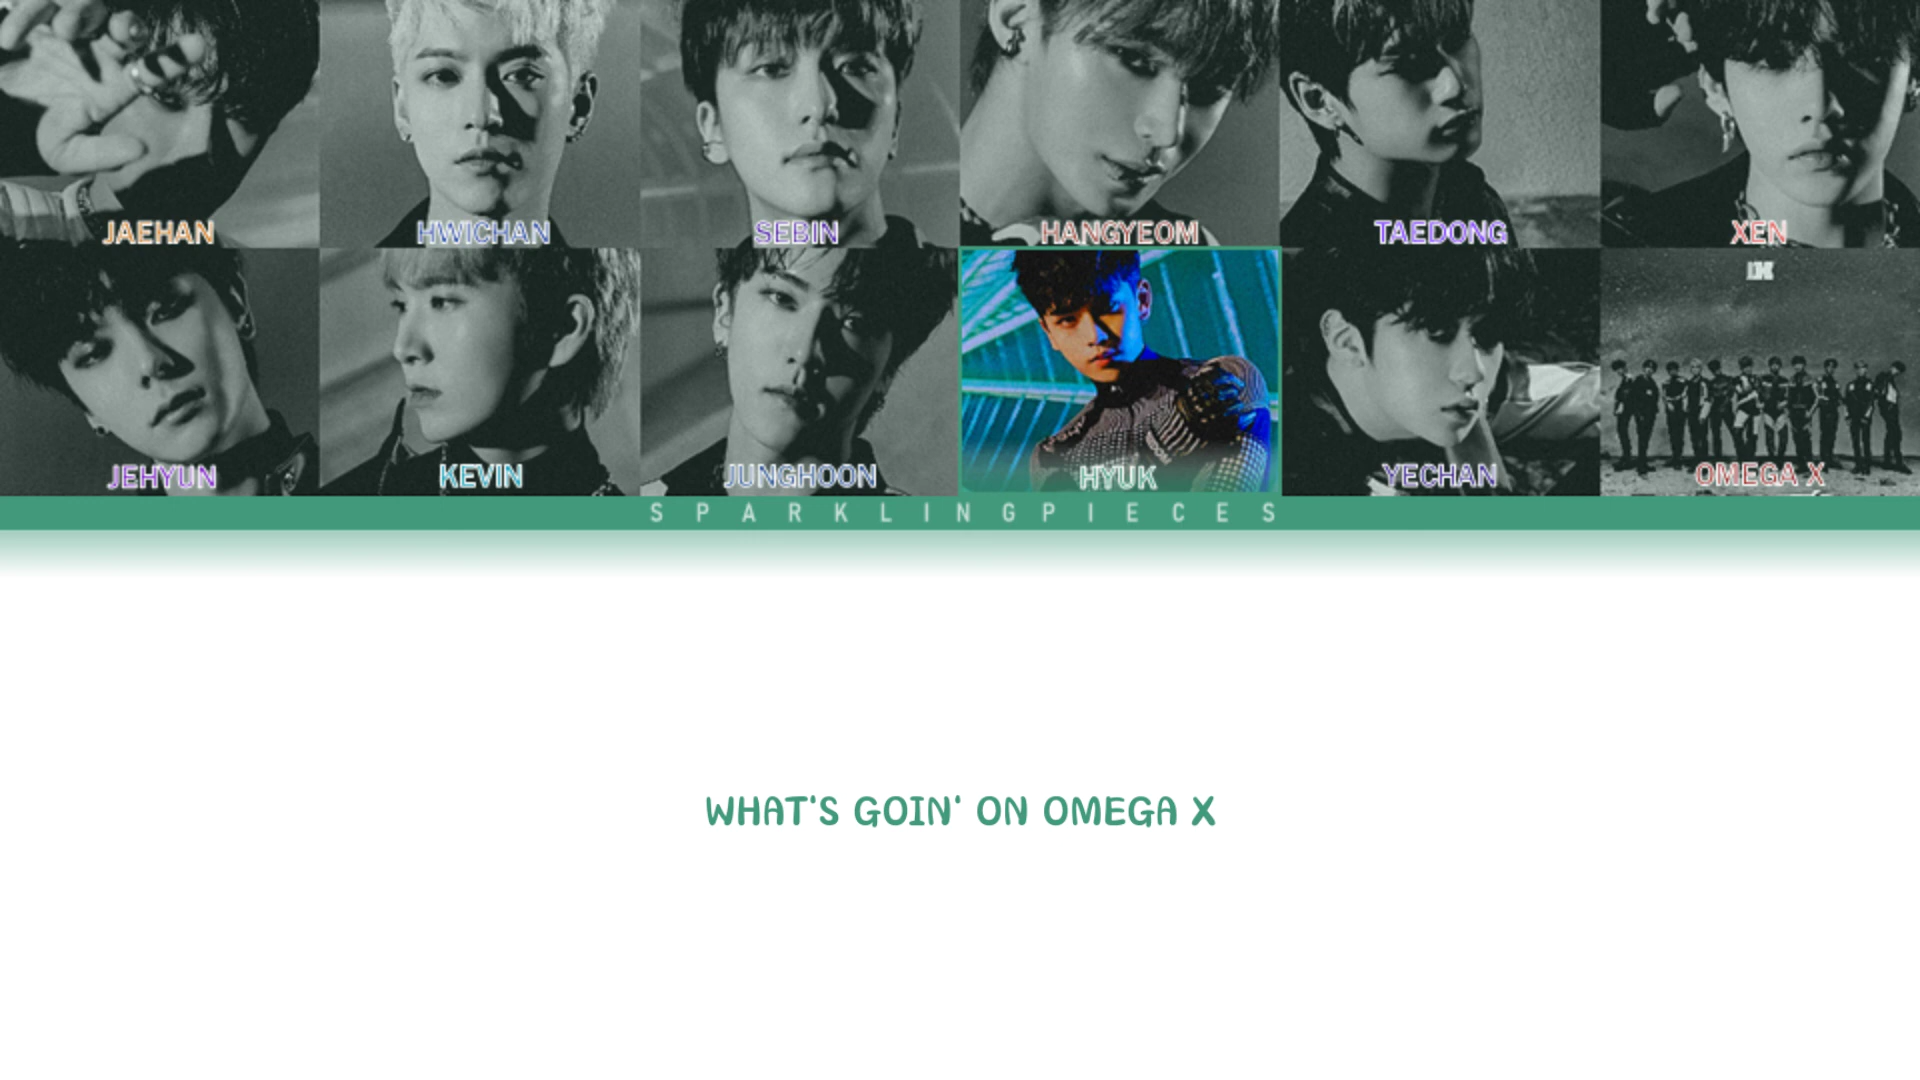 JAEHAN HWICHAN SEBIN HANGYEOM TAEDONG XEN
JEHYUN KEVIN JUNGHOON HYUK YECHAN OMEGA X
SPARKLINGPIECES
WHAT'S GOIN' ON OMEGA X